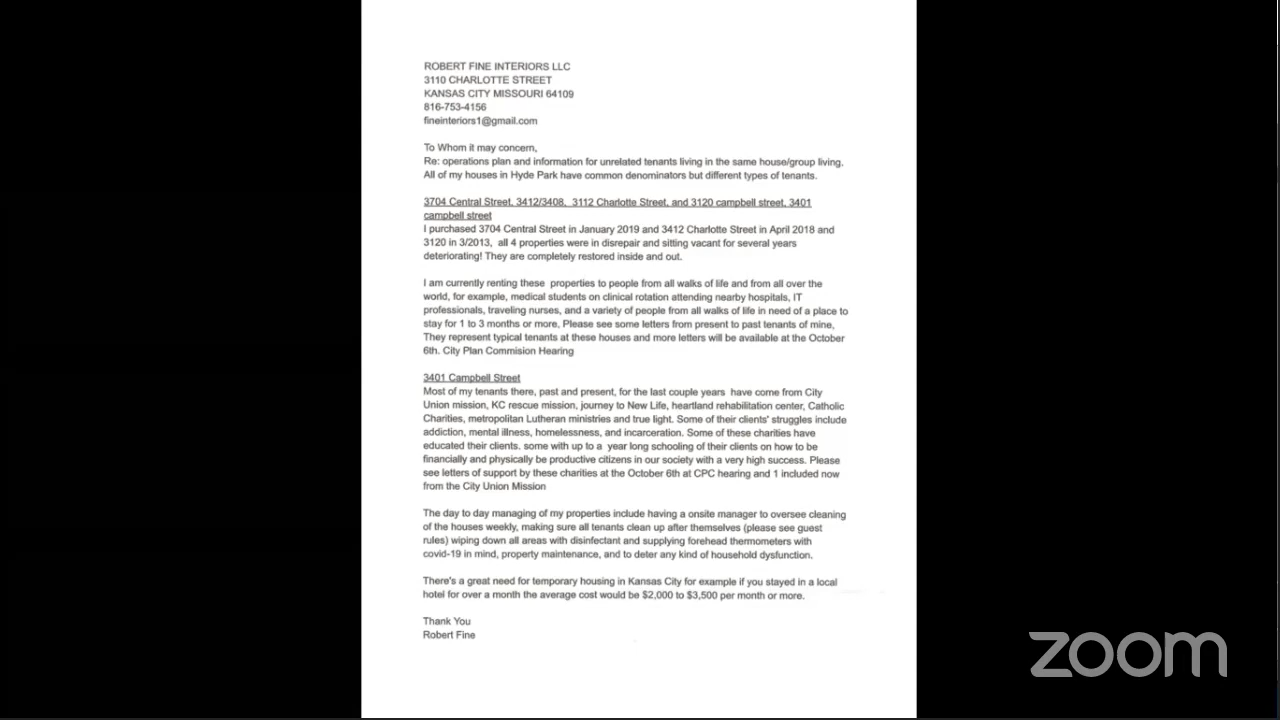 ROBERT FINE INTERIORS LLC
3110 CHARLOTTE STREET
KANSAS CITY MISSOURI 64109
816-753-4156
fineinteriors1@gmail.com
To Whom it may concern,
Re: operations plan and information for unrelated tenants living in the same house/group living.
All of my houses in Hyde Park have common denominators but different types of tenants.
3704 Central Street, 3412/3408, 3112 Charlotte Street, and 3120 campbell street, 3401
campbell street
I purchased 3704 Central Street in January 2019 and 3412 Charlotte Street in April 2018 and
3120 in 3/2013, all 4 properties were in disrepair and sitting vacant for several years
deteriorating! They are completely restored inside and out.
I am currently renting these properties to people from all walks of life and from all over the
world, for example, medical students on clinical rotation attending nearby hospitals, IT
professionals, traveling nurses, and a variety of people from all walks of life in need of a place to
stay for 1 to 3 months or more. Please see some letters from present to past tenants of mine.
They represent typical tenants at these houses and more letters will be available at the October
6th. City Plan Commision Hearing
3401 Campbell Street
Most of my tenants there, past and present, for the last couple years have come from City
Union mission, KC rescue mission, journey to New Life, heartland rehabilitation center, Catholic
Charities, metropolitan Lutheran ministries and true light. Some of their clients' struggles include
addiction, mental illness, homelessness, and incarceration. Some of these charities have
educated their clients. some with up to a year long schooling of their clients on how to be
financially and physically be productive citizens in our society with a very high success. Please
see letters of support by these charities at the October 6th at CPC hearing and 1 included now
from the City Union Mission
The day to day managing of my properties include having a onsite manager to oversee cleaning
of the houses weekly, making sure all tenants clean up after themselves (please see guest
rules) wiping down all areas with disinfectant and supplying forehead thermometers with
covid-19 in mind, property maintenance, and to deter any kind of household dysfunction.
There's a great need for temporary housing in Kansas City for example if you stayed in a local
hotel for over a month the average cost would be $2,000 to $3,500 per month or more.
Thank You
Robert Fine
zoom